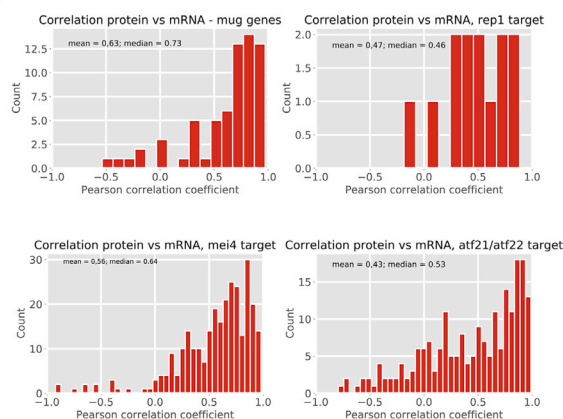 Correlation protein vs mRNA - mug genes
mean = 0,63; median = 0.73
Count
12.5
10.0
7.5
5.0
2.5
0.0
−1.0 −0.5 0.0 0.5 1.0
Pearson correlation coefficient
Correlation protein vs mRNA, rep1 target
mean = 0,47; median = 0.46
Count
2.0
1.5
1.0
0.5
0.0
−1.0 −0.5 0.0 0.5 1.0
Pearson correlation coefficient
Correlation protein vs mRNA, mei4 target
mean = 0,56; median = 0.64
Count
30
20
10
0
−1.0 −0.5 0.0 0.5 1.0
Pearson correlation coefficient
Correlation protein vs mRNA, atf21/atf22 target
mean = 0,43; median = 0.53
Count
15
10
5
0
−1.0 −0.5 0.0 0.5 1.0
Pearson correlation coefficient